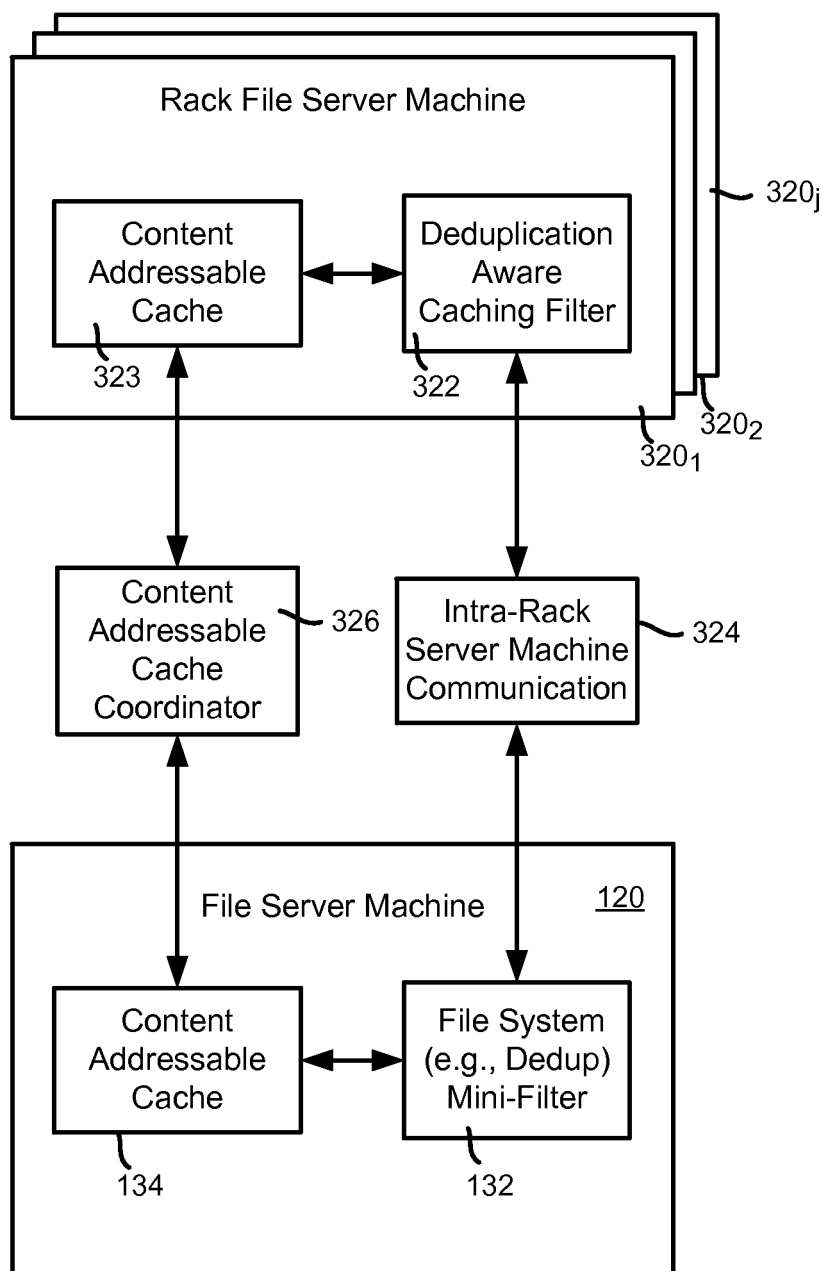 Rack File Server Machine
Content
Addressable
Cache
323
Deduplication
Aware
Caching Filter
322
320j
3202
3201
Content
Addressable
Cache
Coordinator
326
Intra-Rack
Server Machine
Communication
324
File Server Machine
120
Content
Addressable
Cache
134
File System
(e.g., Dedup)
Mini-Filter
132